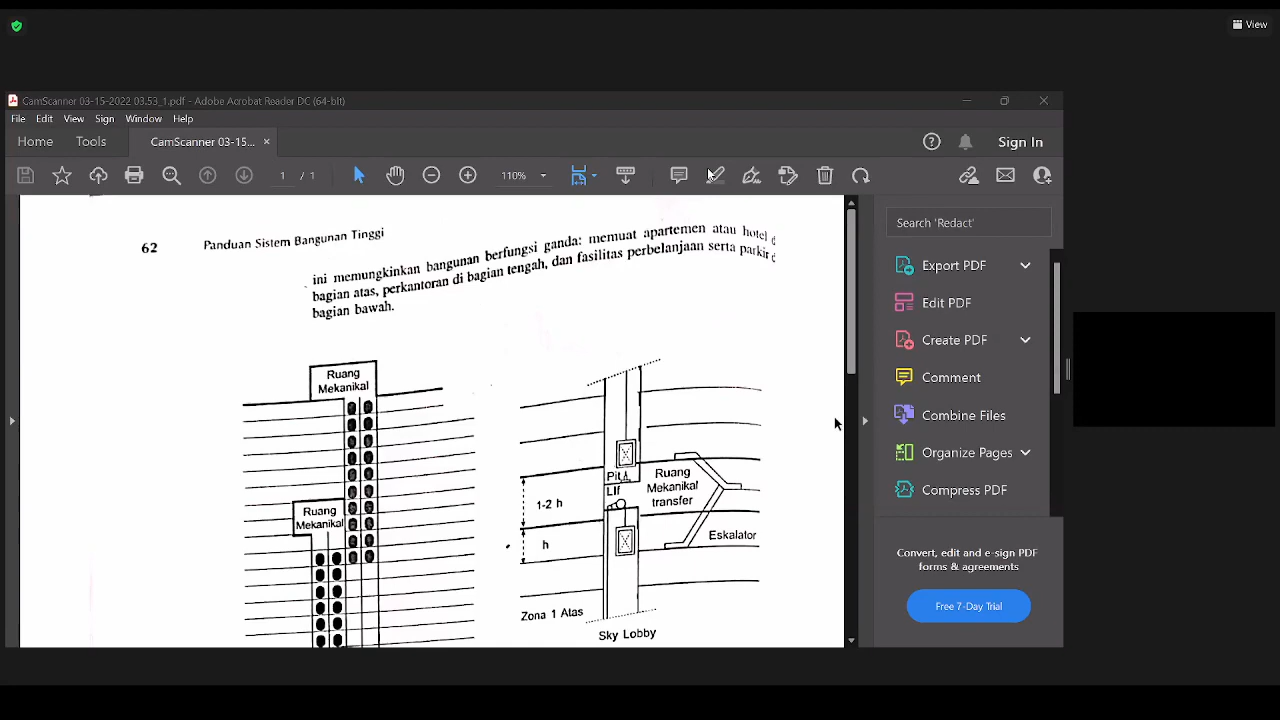 View
CamScanner 03-15-2022 03.53_1.pdf - Adobe Acrobat Reader DC (64-bit)
File Edit View Sign Window Help
Home Tools CamScanner 03-15... × Sign In
1 / 1 110%
62 Panduan Sistem Bangunan Tinggi
ini memungkinkan bangunan berfungsi ganda: memuat apartemen atau hotel d
bagian atas, perkantoran di bagian tengah, dan fasilitas perbelanjaan serta parkir d
bagian bawah.
Ruang
Mekanikal
Ruang
Mekanikal
Pit
Lif
Ruang
Mekanikal
transfer
1-2 h
h
Eskalator
Zona 1 Atas
Sky Lobby
Search 'Redact'
Export PDF
Edit PDF
Create PDF
Comment
Combine Files
Organize Pages
Compress PDF
Convert, edit and e-sign PDF
forms & agreements
Free 7-Day Trial